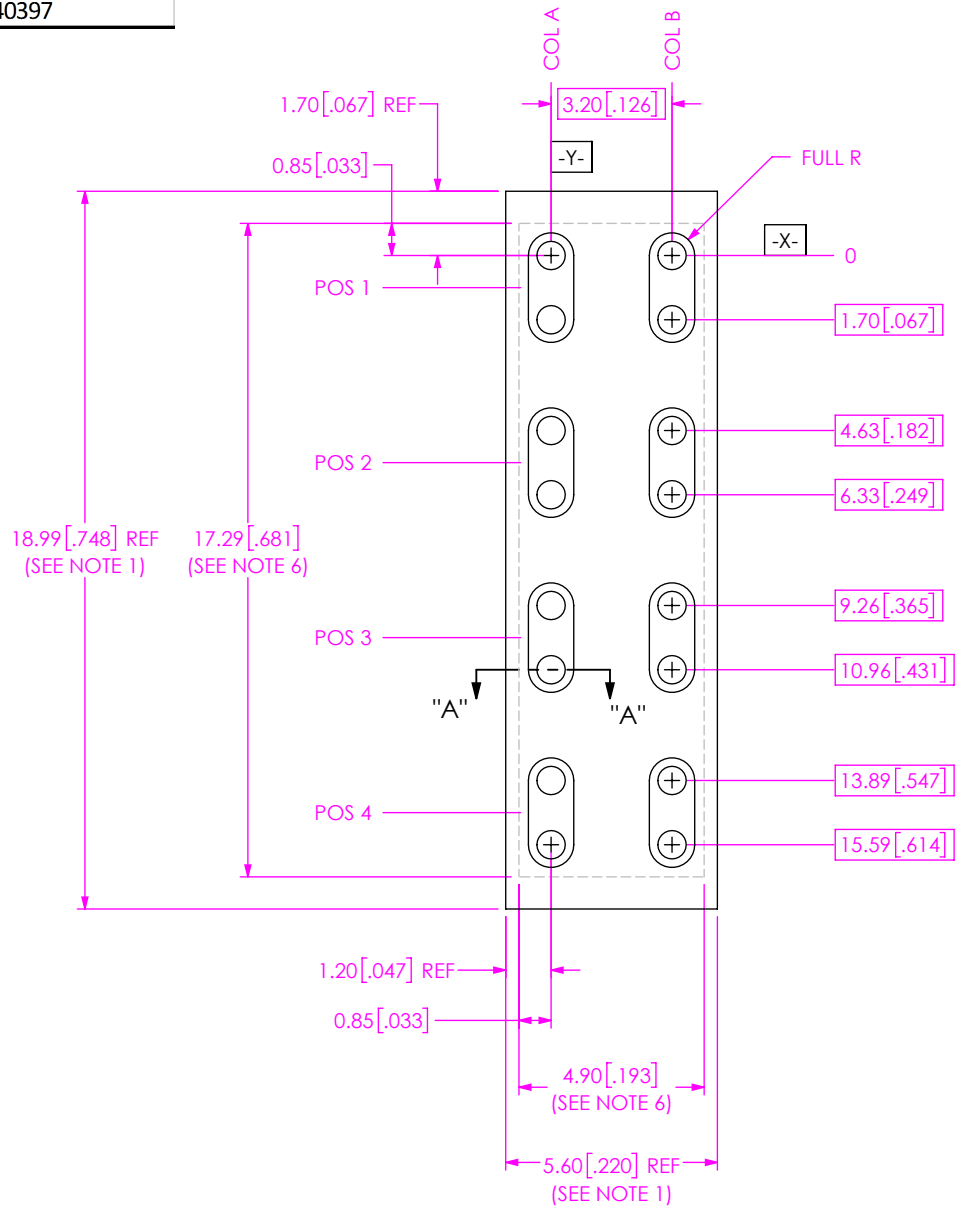 40397
COL A
COL B
1.70[.067] REF
3.20[.126]
0.85[.033]
-Y-
FULL R
-X-
0
POS 1
1.70[.067]
4.63[.182]
POS 2
6.33[.249]
18.99[.748] REF
(SEE NOTE 1)
17.29[.681]
(SEE NOTE 6)
9.26[.365]
POS 3
10.96[.431]
"A"
"A"
13.89[.547]
POS 4
15.59[.614]
1.20[.047] REF
0.85[.033]
4.90[.193]
(SEE NOTE 6)
5.60[.220] REF
(SEE NOTE 1)